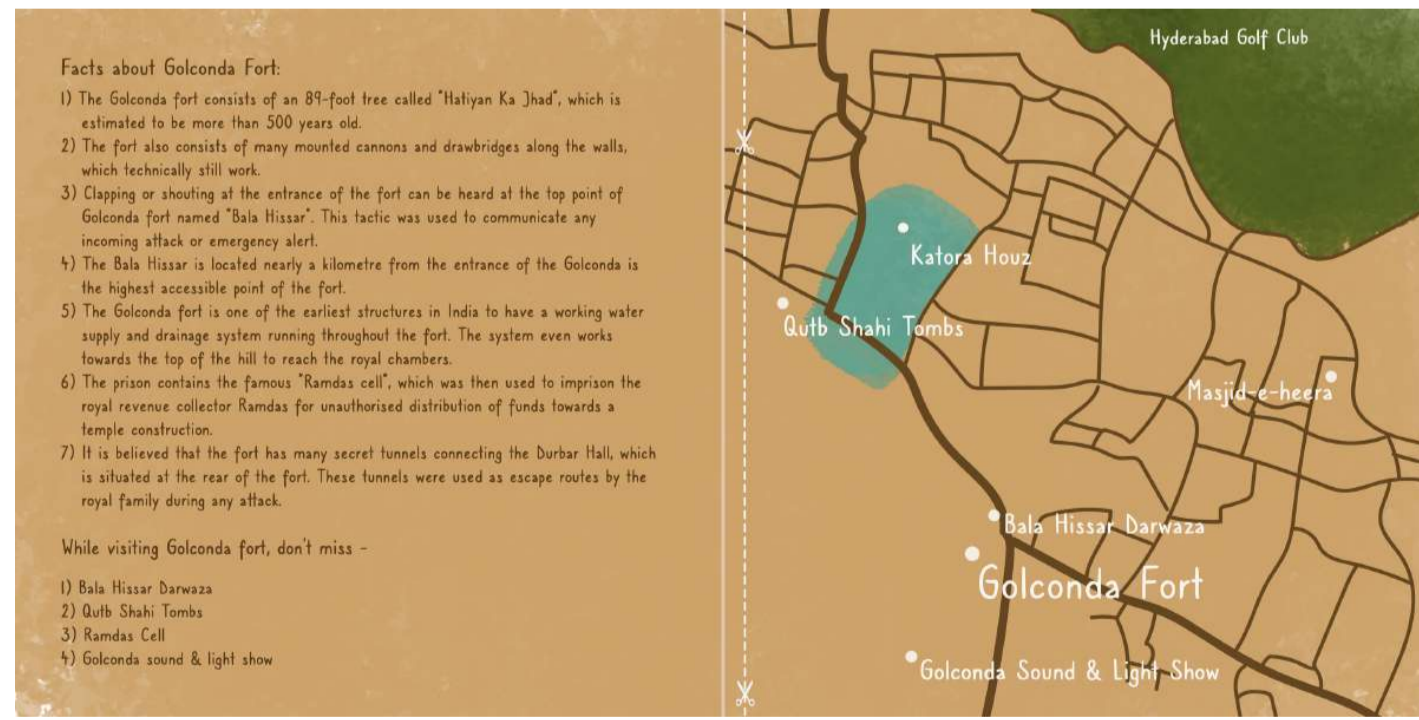 Facts about Golconda Fort:
1) The Golconda fort consists of an 89-foot tree called "Hatiyan Ka Jhad", which is
estimated to be more than 500 years old.
2) The fort also consists of many mounted cannons and drawbridges along the walls,
which technically still work.
3) Clapping or shouting at the entrance of the fort can be heard at the top point of
Golconda fort named "Bala Hissar". This tactic was used to communicate any
incoming attack or emergency alert.
4) The Bala Hissar is located nearly a kilometre from the entrance of the Golconda is
the highest accessible point of the fort.
5) The Golconda fort is one of the earliest structures in India to have a working water
supply and drainage system running throughout the fort. The system even works
towards the top of the hill to reach the royal chambers.
6) The prison contains the famous "Ramdas cell", which was then used to imprison the
royal revenue collector Ramdas for unauthorised distribution of funds towards a
temple construction.
7) It is believed that the fort has many secret tunnels connecting the Durbar Hall, which
is situated at the rear of the fort. These tunnels were used as escape routes by the
royal family during any attack.
While visiting Golconda fort, don't miss -
1) Bala Hissar Darwaza
2) Qutb Shahi Tombs
3) Ramdas Cell
4) Golconda sound & light show
Hyderabad Golf Club
Katora Houz
Qutb Shahi Tombs
Masjid-e-heera
Bala Hissar Darwaza
Golconda Fort
Golconda Sound & Light Show